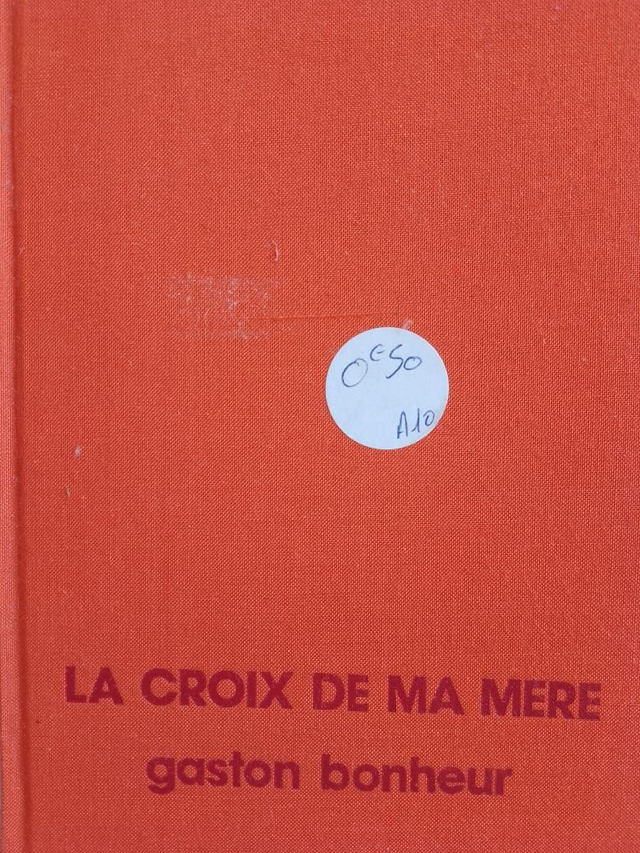 0€50
A10
LA CROIX DE MA MERE
gaston bonheur